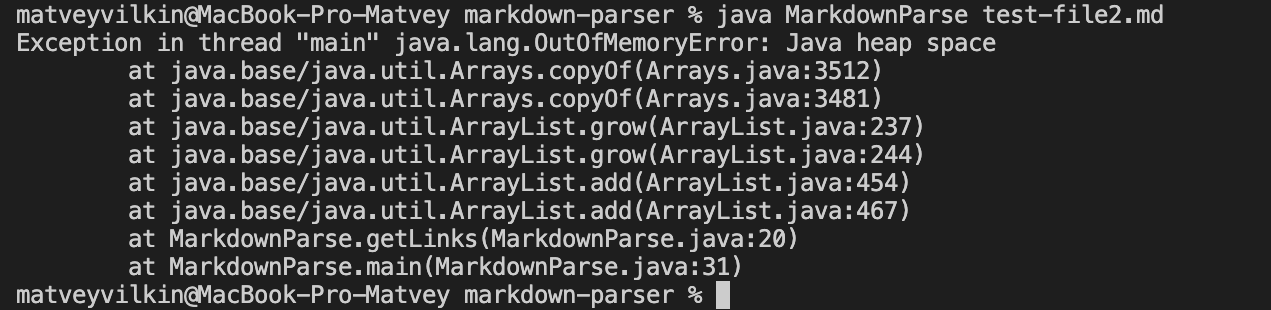 matveyvilkin@MacBook-Pro-Matvey markdown-parser % java MarkdownParse test-file2.md
Exception in thread "main" java.lang.OutOfMemoryError: Java heap space
        at java.base/java.util.Arrays.copyOf(Arrays.java:3512)
        at java.base/java.util.Arrays.copyOf(Arrays.java:3481)
        at java.base/java.util.ArrayList.grow(ArrayList.java:237)
        at java.base/java.util.ArrayList.grow(ArrayList.java:244)
        at java.base/java.util.ArrayList.add(ArrayList.java:454)
        at java.base/java.util.ArrayList.add(ArrayList.java:467)
        at MarkdownParse.getLinks(MarkdownParse.java:20)
        at MarkdownParse.main(MarkdownParse.java:31)
matveyvilkin@MacBook-Pro-Matvey markdown-parser %